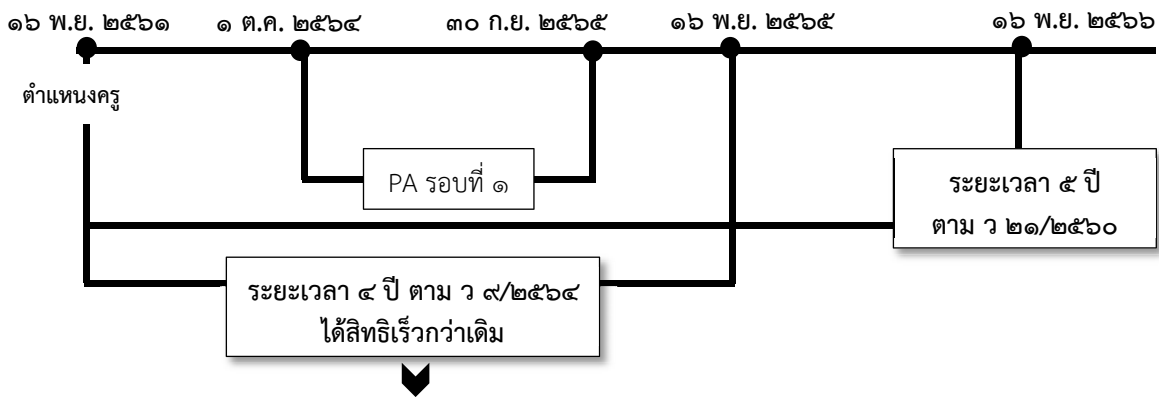 ๑๖ พ.ย. ๒๕๖๑ ๑ ต.ค. ๒๕๖๔ ๓๐ ก.ย. ๒๕๖๕ ๑๖ พ.ย. ๒๕๖๕ ๑๖ พ.ย. ๒๕๖๖
ตำแหนงครู
PA รอบที่ ๑
ระยะเวลา ๕ ปี
ตาม ว ๒๑/๒๕๖๐
ระยะเวลา ๔ ปี ตาม ว ๙/๒๕๖๔
ได้สิทธิเร็วกว่าเดิม